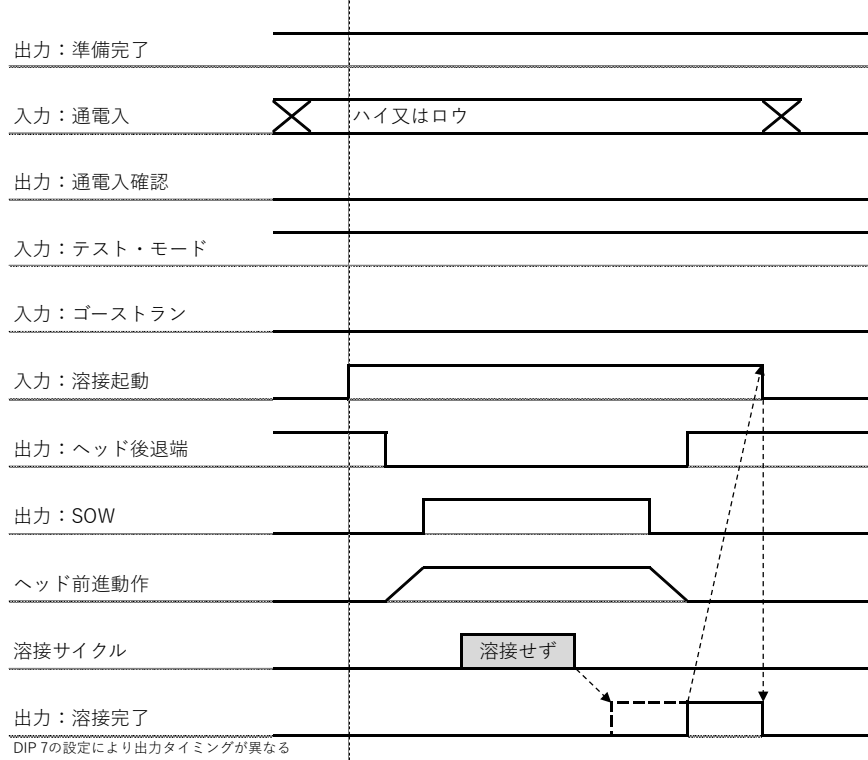 出力：準備完了
入力：通電入
ハイ又はロウ
出力：通電入確認
入力：テスト・モード
入力：ゴーストラン
入力：溶接起動
出力：ヘッド後退端
出力：SOW
ヘッド前進動作
溶接サイクル
溶接せず
出力：溶接完了
DIP 7の設定により出力タイミングが異なる